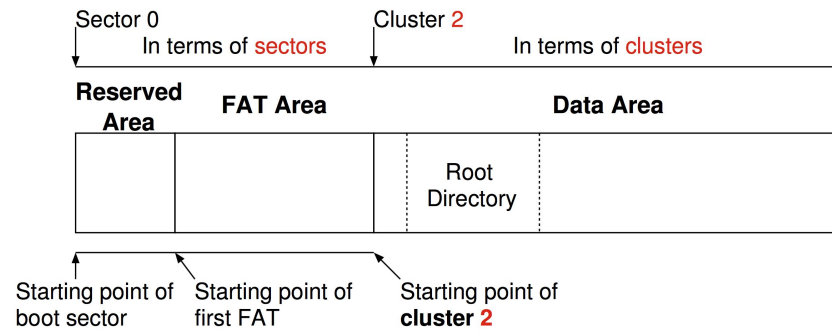 Sector 0
Cluster 2
In terms of sectors
In terms of clusters
Reserved
Area
FAT Area
Data Area
Root
Directory
Starting point of
boot sector
Starting point of
first FAT
Starting point of
cluster 2